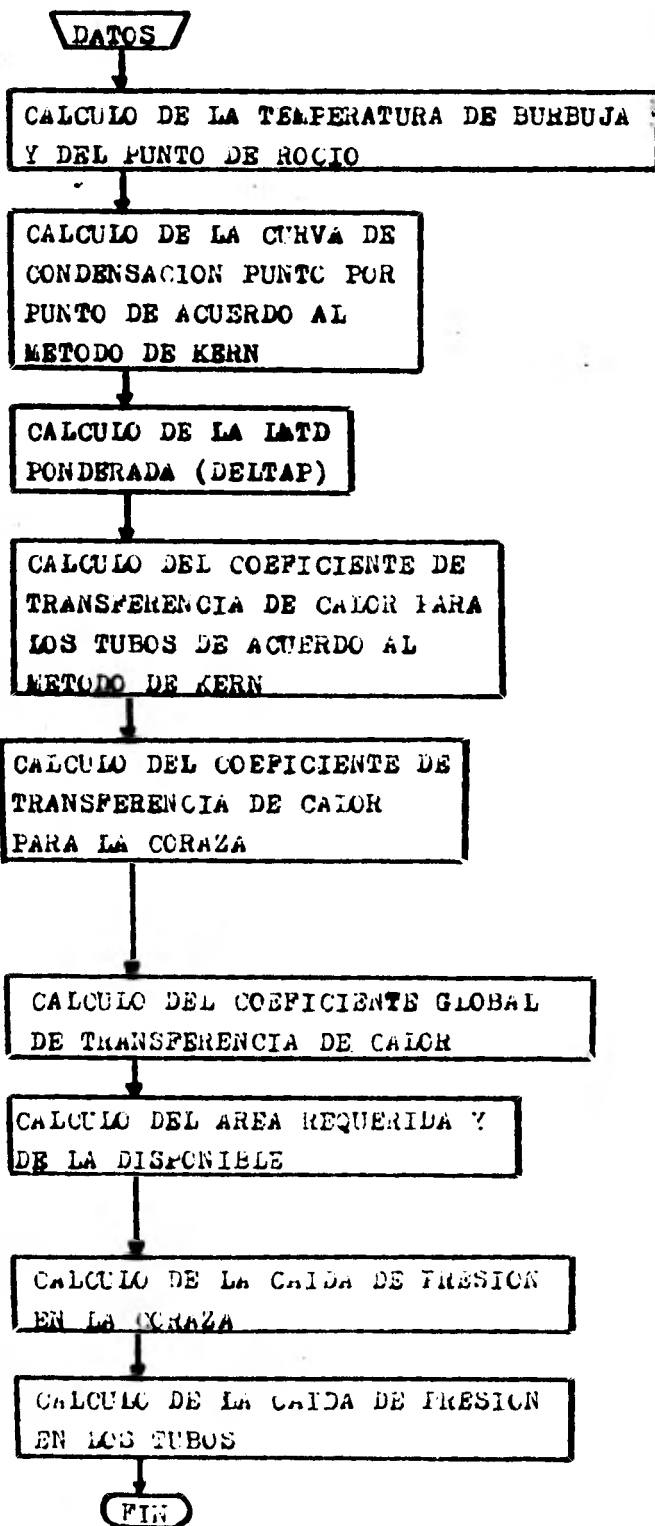 DATOS
CALCULO DE LA TEMPERATURA DE BURBUJA
Y DEL PUNTO DE ROCIO
CALCULO DE LA CURVA DE
CONDENSACION PUNTO POR
PUNTO DE ACUERDO AL
METODO DE KERN
CALCULO DE LA LMTD
PONDERADA (DELTAP)
CALCULO DEL COEFICIENTE DE
TRANSFERENCIA DE CALOR PARA
LOS TUBOS DE ACUERDO AL
METODO DE KERN
CALCULO DEL COEFICIENTE DE
TRANSFERENCIA DE CALOR
PARA LA CORAZA
CALCULO DEL COEFICIENTE GLOBAL
DE TRANSFERENCIA DE CALOR
CALCULO DEL AREA REQUERIDA Y
DE LA DISPONIBLE
CALCULO DE LA CAIDA DE PRESION
EN LA CORAZA
CALCULO DE LA CAIDA DE PRESION
EN LOS TUBOS
FIN